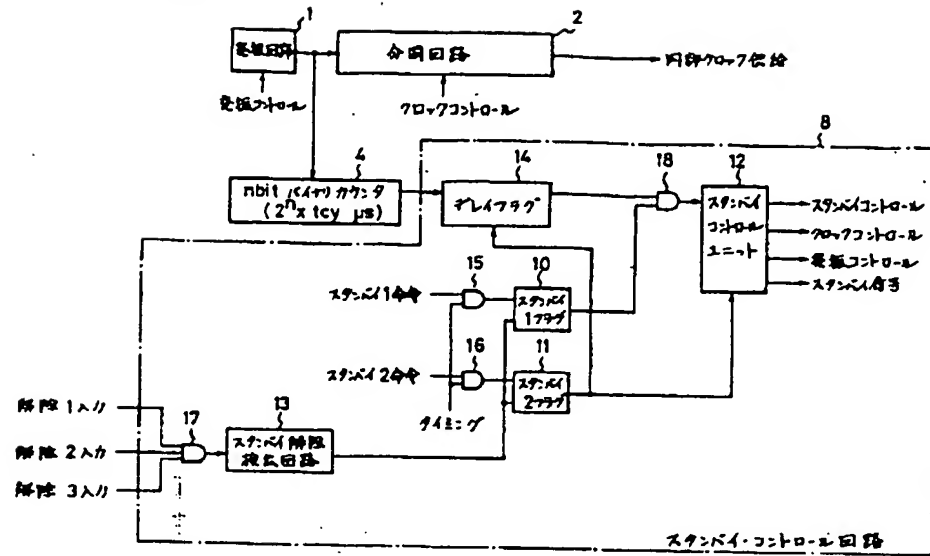 1
2
発振回路
分周回路
内部クロック供給
発振コントロール
クロックコントロール
8
4
14
18
12
nbit バイナリカウンタ
(2ⁿx tcy μs)
ディレイフラグ
スタンバイ
コントロール
ユニット
スタンバイコントロール
クロックコントロール
発振コントロール
スタンバイ信号
15
10
スタンバイ1命令
スタンバイ
1フラグ
16
11
スタンバイ2命令
スタンバイ
2フラグ
タイミング
解除 1入力
17
13
解除 2入力
スタンバイ解除
検出回路
解除 3入力
スタンバイ・コントロール回路